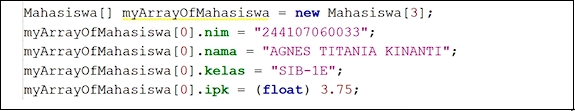 Mahasiswa[] myArrayOfMahasiswa = new Mahasiswa[3];
myArrayOfMahasiswa[0].nim = "244107060033";
myArrayOfMahasiswa[0].nama = "AGNES TITANIA KINANTI";
myArrayOfMahasiswa[0].kelas = "SIB-1E";
myArrayOfMahasiswa[0].ipk = (float) 3.75;